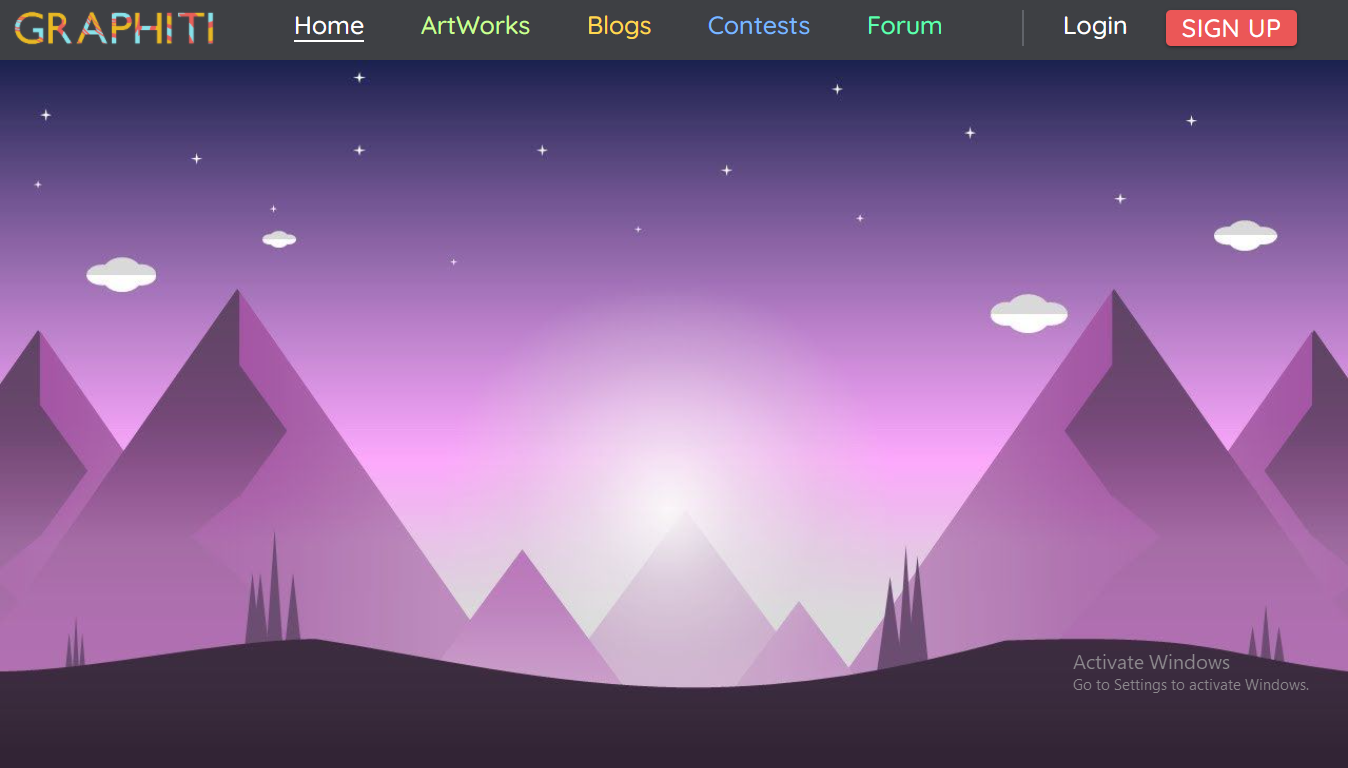 GRAPHITI Home ArtWorks Blogs Contests Forum Login SIGN UP
Activate Windows
Go to Settings to activate Windows.